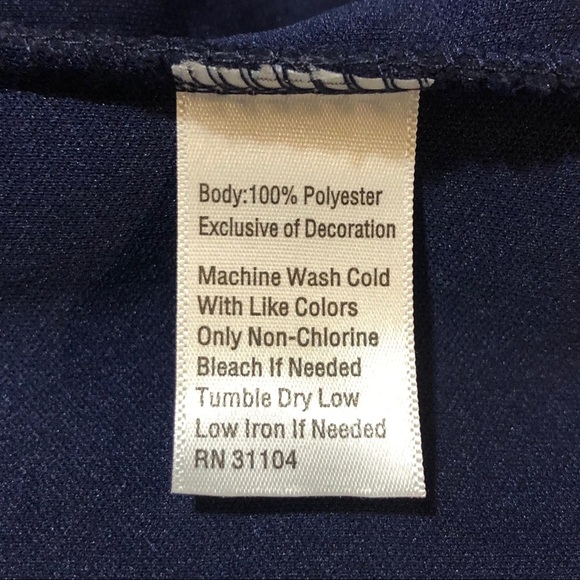 Body:100% Polyester
Exclusive of Decoration
Machine Wash Cold
With Like Colors
Only Non-Chlorine
Bleach If Needed
Tumble Dry Low
Low Iron If Needed
RN 31104